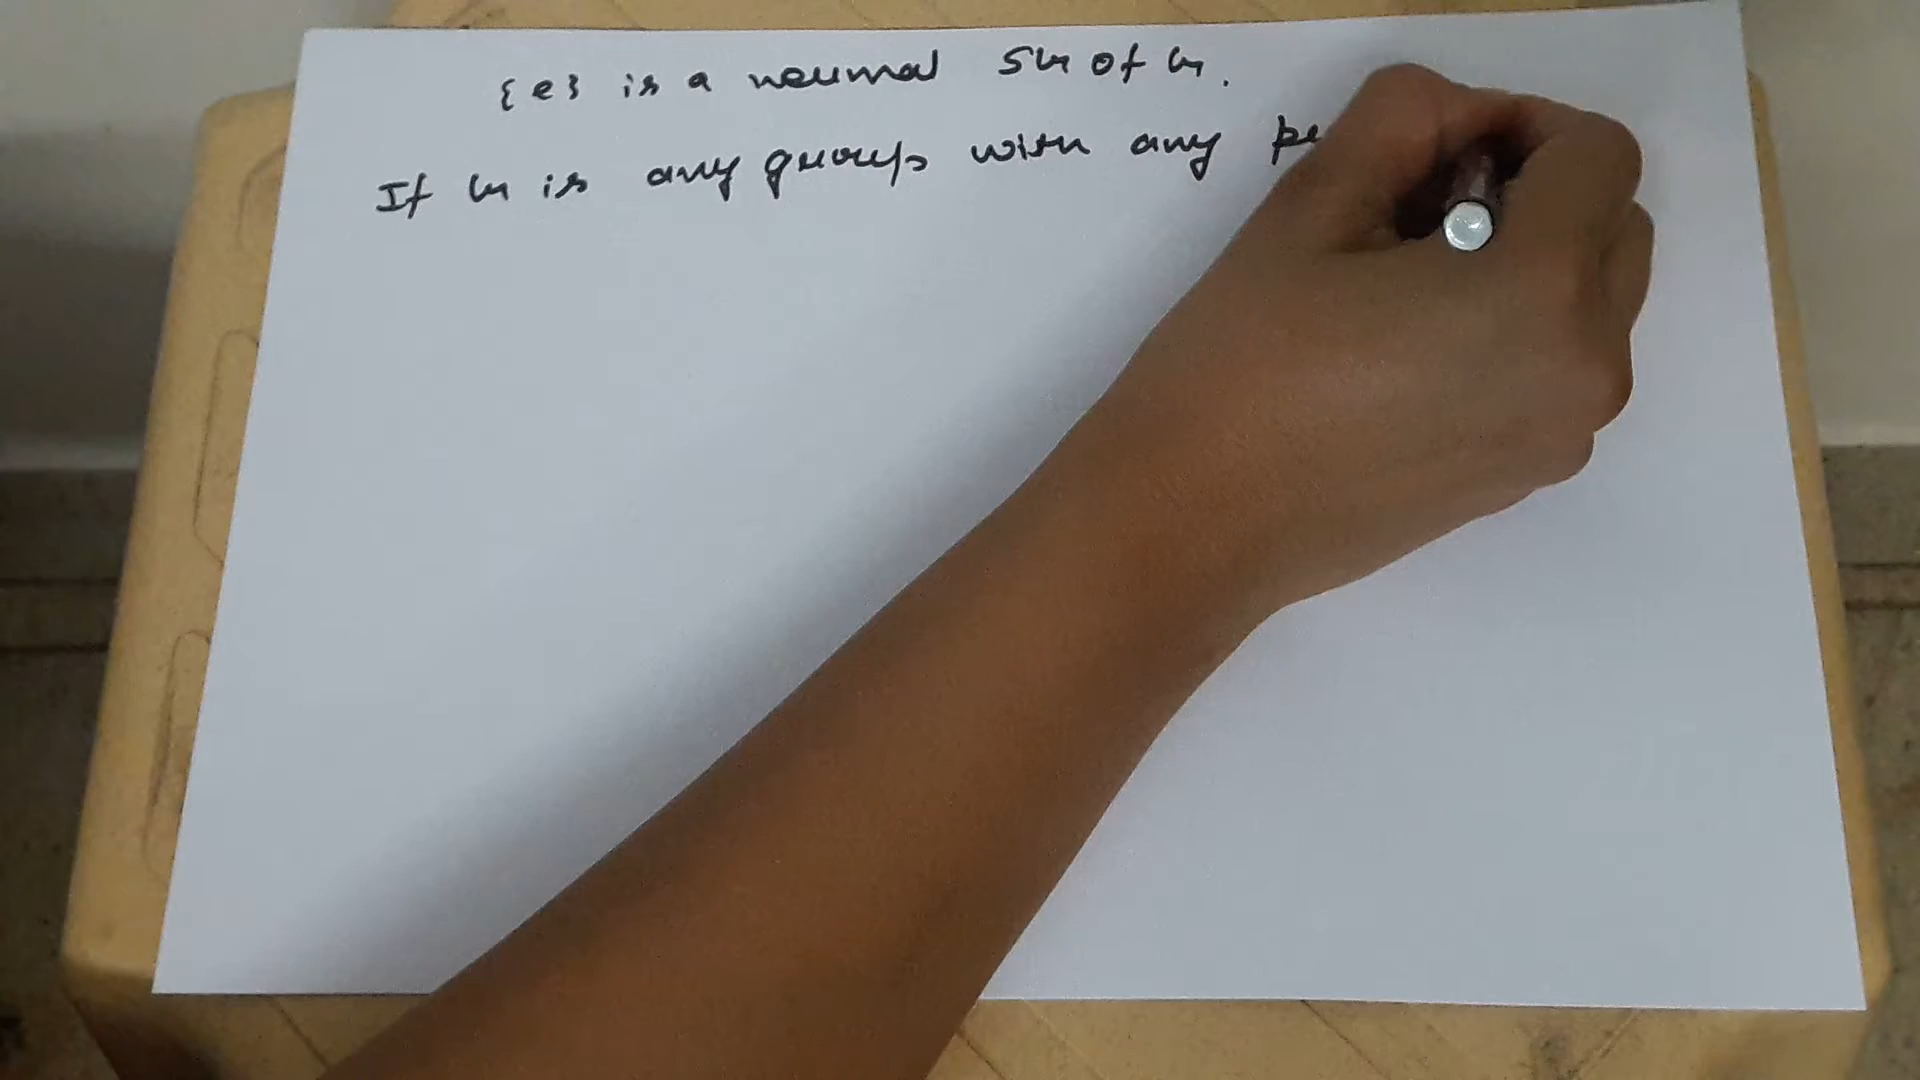 {e} is a normal SG of G.
If G is any group with any